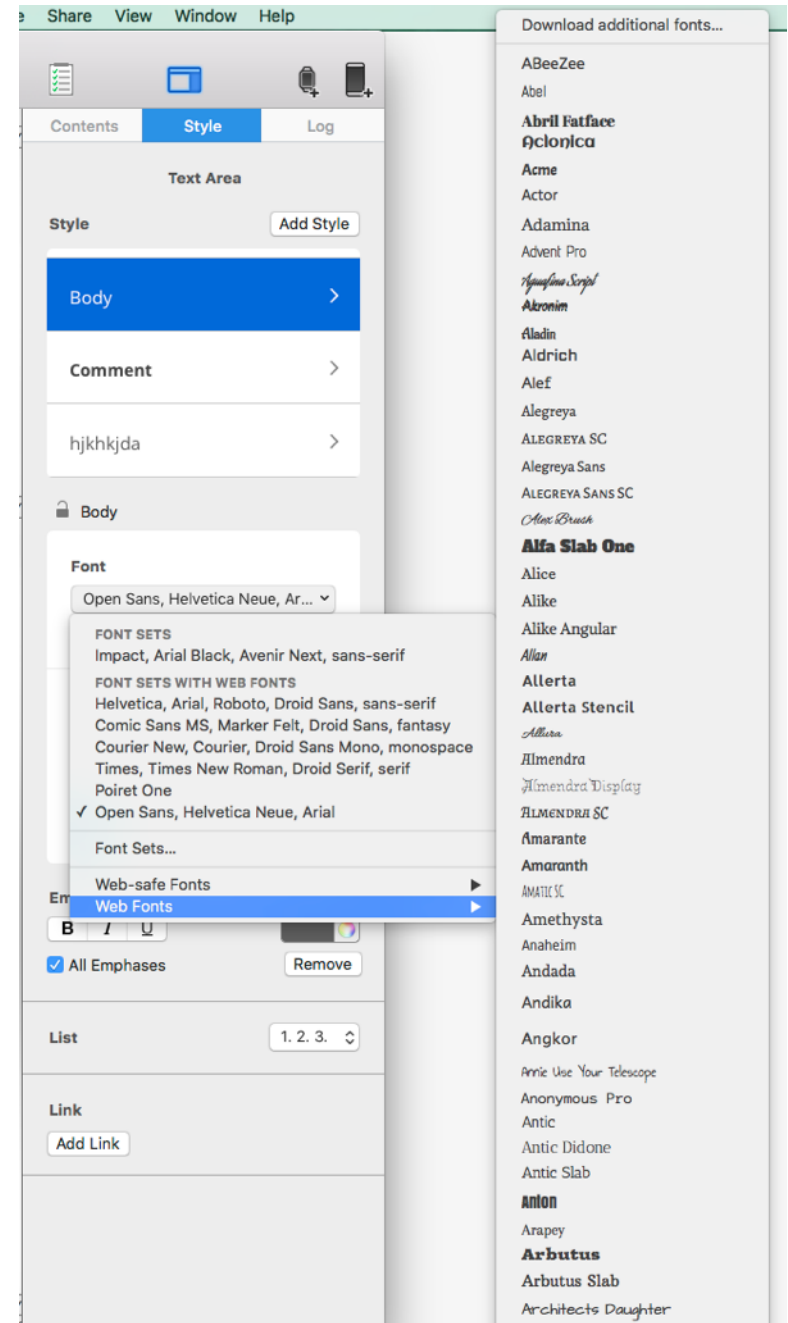 Share View Window Help
Contents Style Log
Text Area
Style Add Style
Body
Comment
hjkhkjda
Body
Font
Open Sans, Helvetica Neue, Ar...
FONT SETS
Impact, Arial Black, Avenir Next, sans-serif
FONT SETS WITH WEB FONTS
Helvetica, Arial, Roboto, Droid Sans, sans-serif
Comic Sans MS, Marker Felt, Droid Sans, fantasy
Courier New, Courier, Droid Sans Mono, monospace
Times, Times New Roman, Droid Serif, serif
Poiret One
✓ Open Sans, Helvetica Neue, Arial
Font Sets...
Web-safe Fonts
Web Fonts
B I U
All Emphases Remove
List 1. 2. 3.
Link
Add Link
Download additional fonts...
ABeeZee
Abel
Abril Fatface
Aclonica
Acme
Actor
Adamina
Advent Pro
Aguafina Script
Akronim
Aladin
Aldrich
Alef
Alegreya
ALEGREYA SC
Alegreya Sans
ALEGREYA SANS SC
Alex Brush
Alfa Slab One
Alice
Alike
Alike Angular
Allan
Allerta
Allerta Stencil
Allura
Almendra
Almendra Display
ALMENDRA SC
Amarante
Amaranth
AMATIC SC
Amethysta
Anaheim
Andada
Andika
Angkor
Annie Use Your Telescope
Anonymous Pro
Antic
Antic Didone
Antic Slab
Anton
Arapey
Arbutus
Arbutus Slab
Architects Daughter